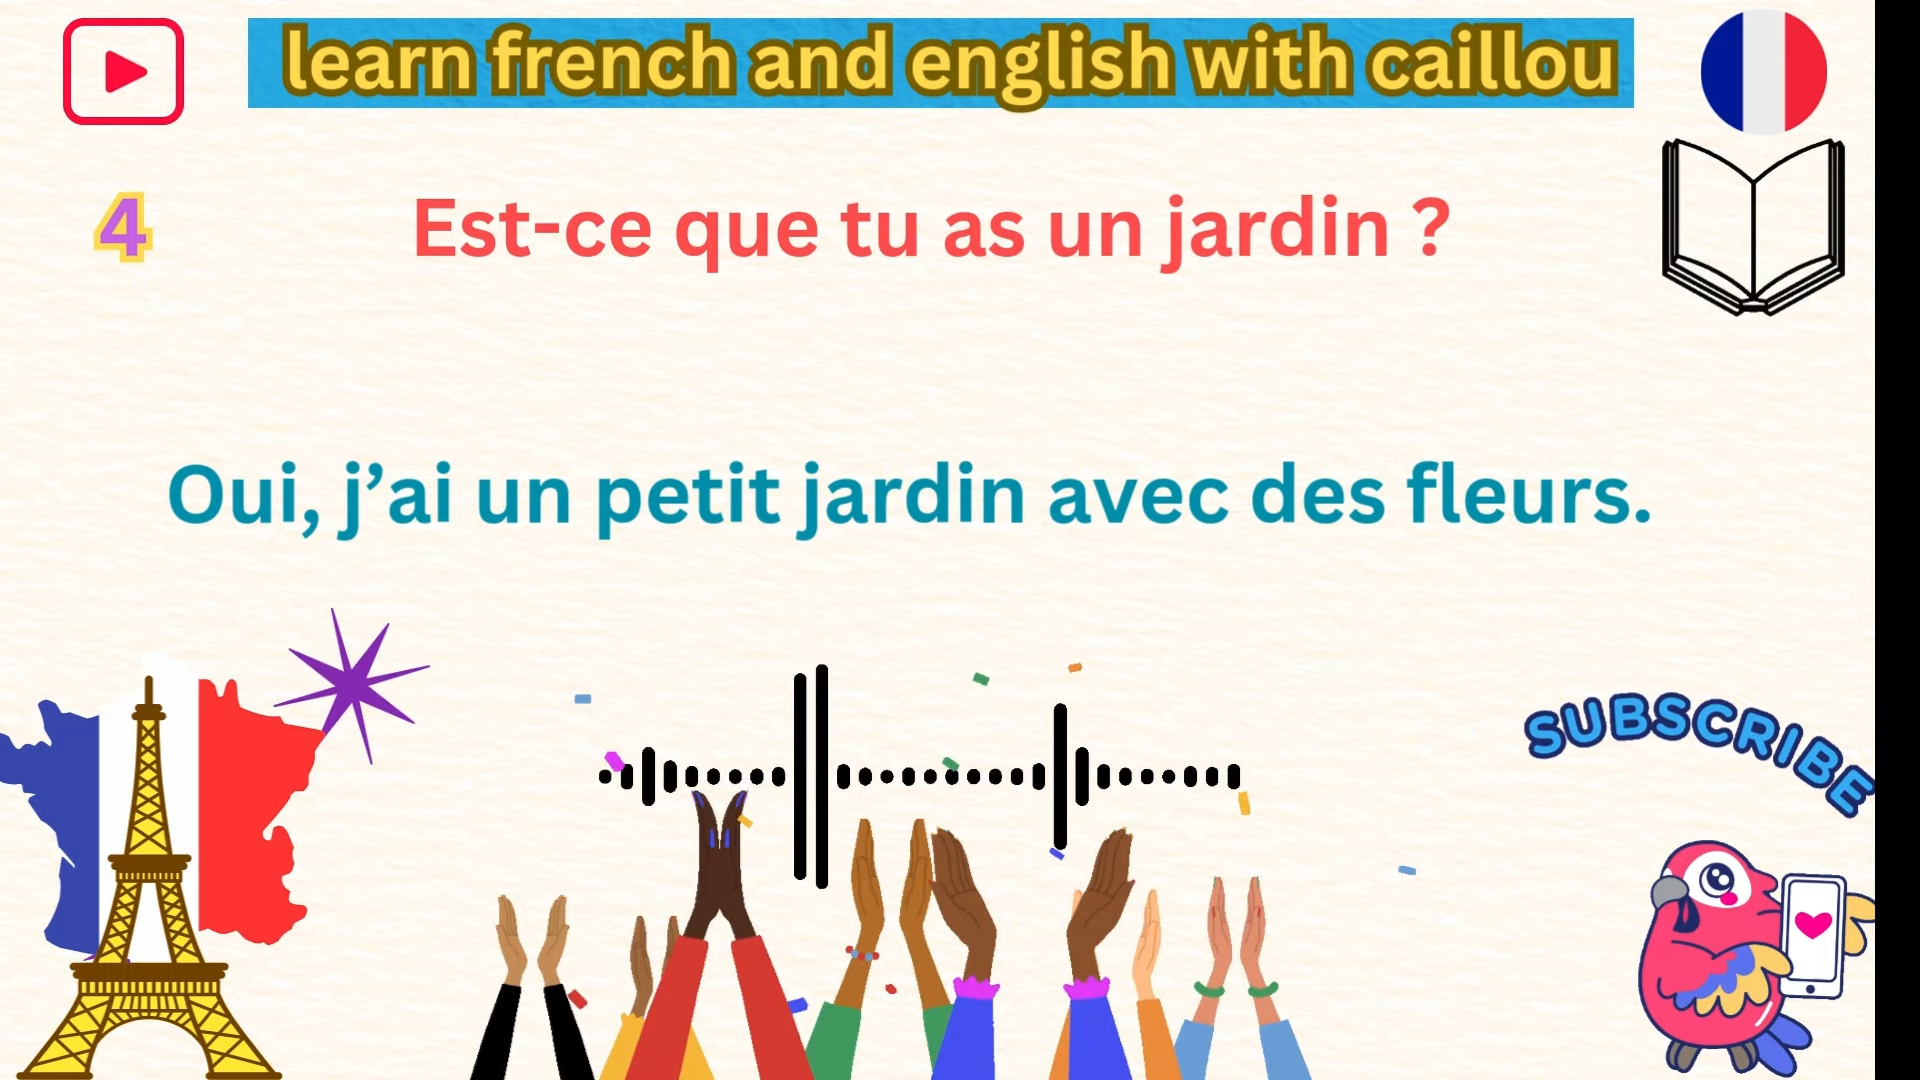 learn french and english with caillou
4
Est-ce que tu as un jardin ?
Oui, j’ai un petit jardin avec des fleurs.
SUBSCRIBE